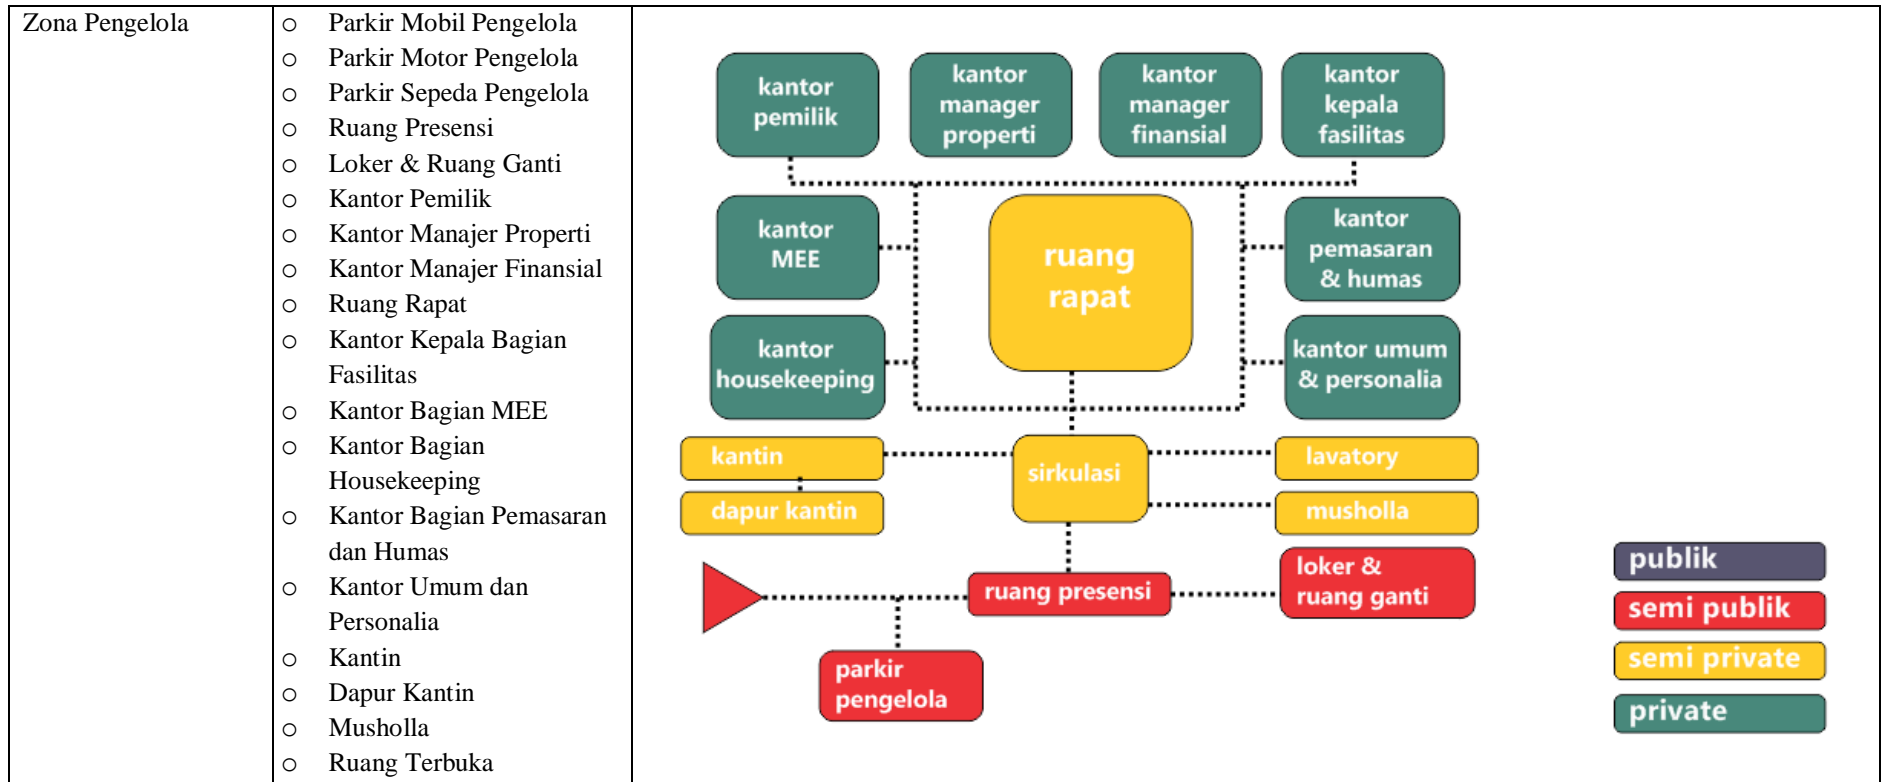 Zona Pengelola
o Parkir Mobil Pengelola
o Parkir Motor Pengelola
o Parkir Sepeda Pengelola
o Ruang Presensi
o Loker & Ruang Ganti
o Kantor Pemilik
o Kantor Manajer Properti
o Kantor Manajer Finansial
o Ruang Rapat
o Kantor Kepala Bagian
Fasilitas
o Kantor Bagian MEE
o Kantor Bagian
Housekeeping
o Kantor Bagian Pemasaran
dan Humas
o Kantor Umum dan
Personalia
o Kantin
o Dapur Kantin
o Musholla
o Ruang Terbuka
kantor
pemilik
kantor
manager
properti
kantor
manager
finansial
kantor
kepala
fasilitas
kantor
MEE
ruang
rapat
kantor
pemasaran
& humas
kantor
housekeeping
kantor umum
& personalia
kantin
sirkulasi
lavatory
dapur kantin
musholla
ruang presensi
loker &
ruang ganti
parkir
pengelola
publik
semi publik
semi private
private